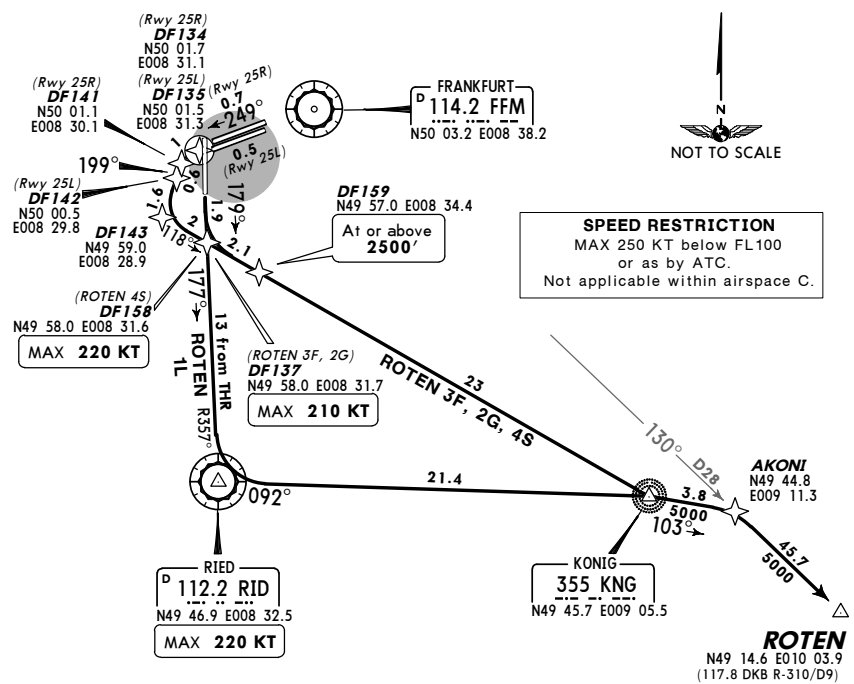 (Rwy 25R)
DF134
N50 01.7
E008 31.1
(Rwy 25L)
DF135
N50 01.5
E008 31.3
(Rwy 25R)
DF141
N50 01.1
E008 30.1
(Rwy 25R)
0.7
249°
0.5
(Rwy 25L)
FRANKFURT
D 114.2 FFM
N50 03.2 E008 38.2
N
NOT TO SCALE
199°
(Rwy 25L)
DF142
N50 00.5
E008 29.8
1
0.6
1.6
2
118°
1.9
179°
2.1
DF143
N49 59.0
E008 28.9
DF159
N49 57.0 E008 34.4
At or above
2500'
SPEED RESTRICTION
MAX 250 KT below FL100
or as by ATC.
Not applicable within airspace C.
(ROTEN 4S)
DF158
N49 58.0 E008 31.6
MAX 220 KT
177°
ROTEN
1L
13 from THR
R357°
(ROTEN 3F, 2G)
DF137
N49 58.0 E008 31.7
MAX 210 KT
23
ROTEN 3F, 2G, 4S
130°
D28
AKONI
N49 44.8
E009 11.3
092°
21.4
3.8
5000
103°
45.7
5000
RIED
D 112.2 RID
N49 46.9 E008 32.5
MAX 220 KT
KONIG
355 KNG
N49 45.7 E009 05.5
ROTEN
N49 14.6 E010 03.9
(117.8 DKB R-310/D9)